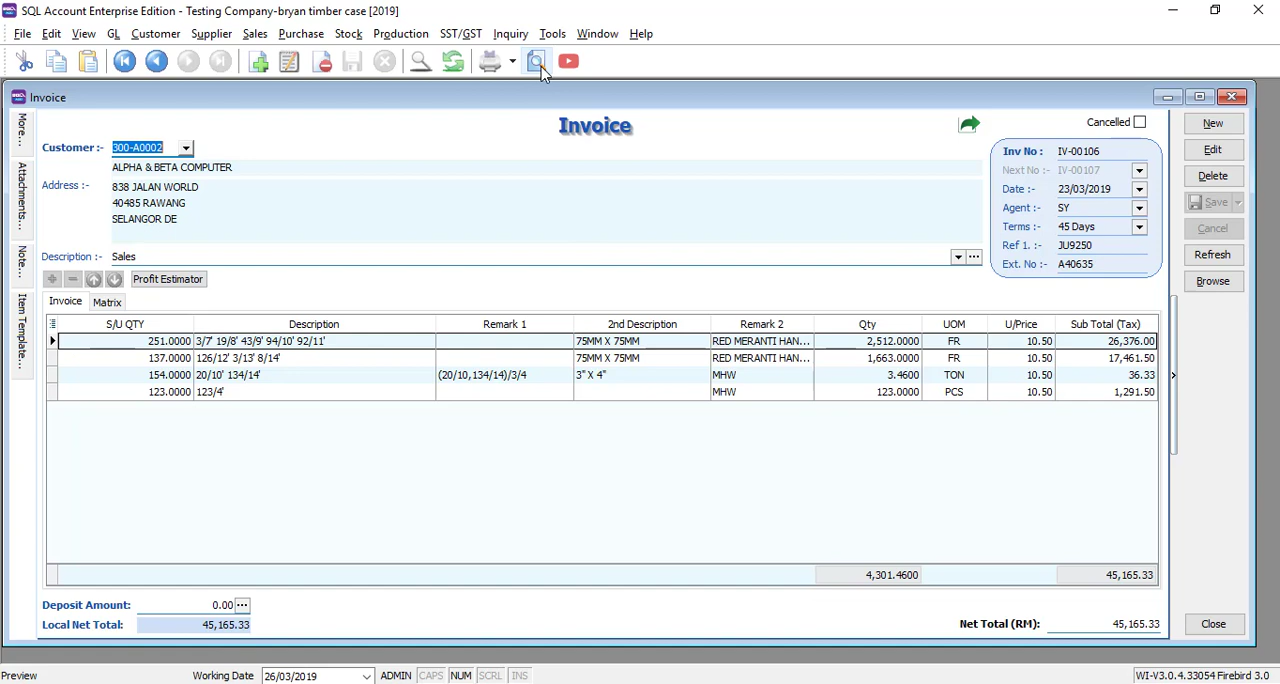 SQL Account Enterprise Edition - Testing Company-bryan timber case [2019]
File Edit View GL Customer Supplier Sales Purchase Stock Production SST/GST Inquiry Tools Window Help
Invoice
More...
Attachments...
Note...
Item Template...
Invoice
Cancelled
Customer :- 300-A0002
ALPHA & BETA COMPUTER
Address :- 838 JALAN WORLD
40485 RAWANG
SELANGOR DE
Description :- Sales
Inv No : IV-00106
Next No :- IV-00107
Date :- 23/03/2019
Agent :- SY
Terms :- 45 Days
Ref 1. :- JU9250
Ext. No :- A40635
New
Edit
Delete
Save
Cancel
Refresh
Browse
Profit Estimator
Invoice Matrix
S/U QTY Description Remark 1 2nd Description Remark 2 Qty UOM U/Price Sub Total (Tax)
251.0000 3/7' 19/8' 43/9' 94/10' 92/11' 75MM X 75MM RED MERANTI HAN... 2,512.0000 FR 10.50 26,376.00
137.0000 126/12' 3/13' 8/14' 75MM X 75MM RED MERANTI HAN... 1,663.0000 FR 10.50 17,461.50
154.0000 20/10' 134/14' (20/10,134/14)/3/4 3" X 4" MHW 3.4600 TON 10.50 36.33
123.0000 123/4' MHW 123.0000 PCS 10.50 1,291.50
4,301.4600 45,165.33
Deposit Amount: 0.00
Local Net Total: 45,165.33
Net Total (RM): 45,165.33
Close
Preview Working Date 26/03/2019 ADMIN CAPS NUM SCRL INS WI-V3.0.4.33054 Firebird 3.0